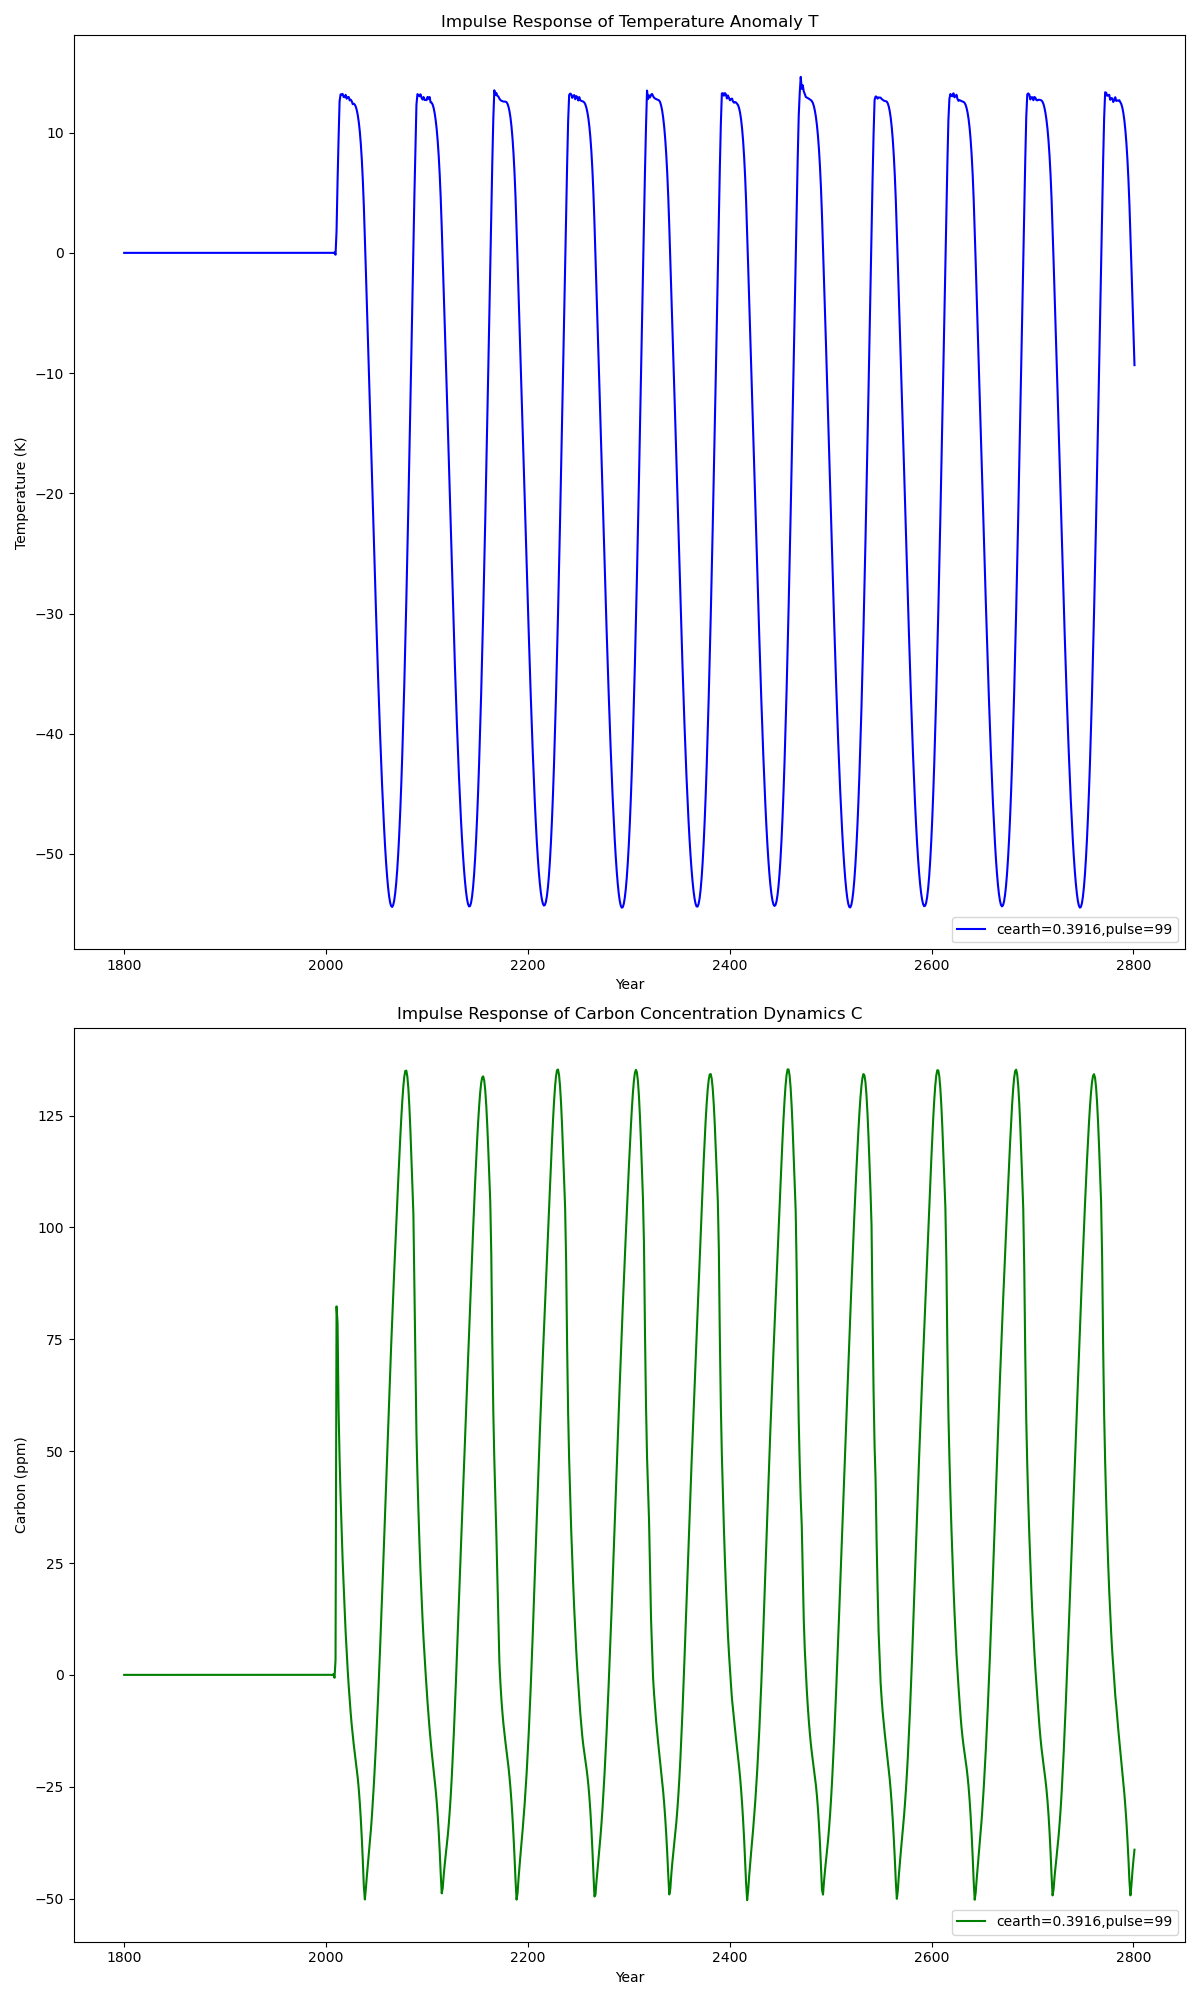 Impulse Response of Temperature Anomaly T
10
0
−10
−20
−30
−40
−50
Temperature (K)
cearth=0.3916,pulse=99
1800 2000 2200 2400 2600 2800
Year
Impulse Response of Carbon Concentration Dynamics C
125
100
75
50
25
0
−25
−50
Carbon (ppm)
cearth=0.3916,pulse=99
1800 2000 2200 2400 2600 2800
Year